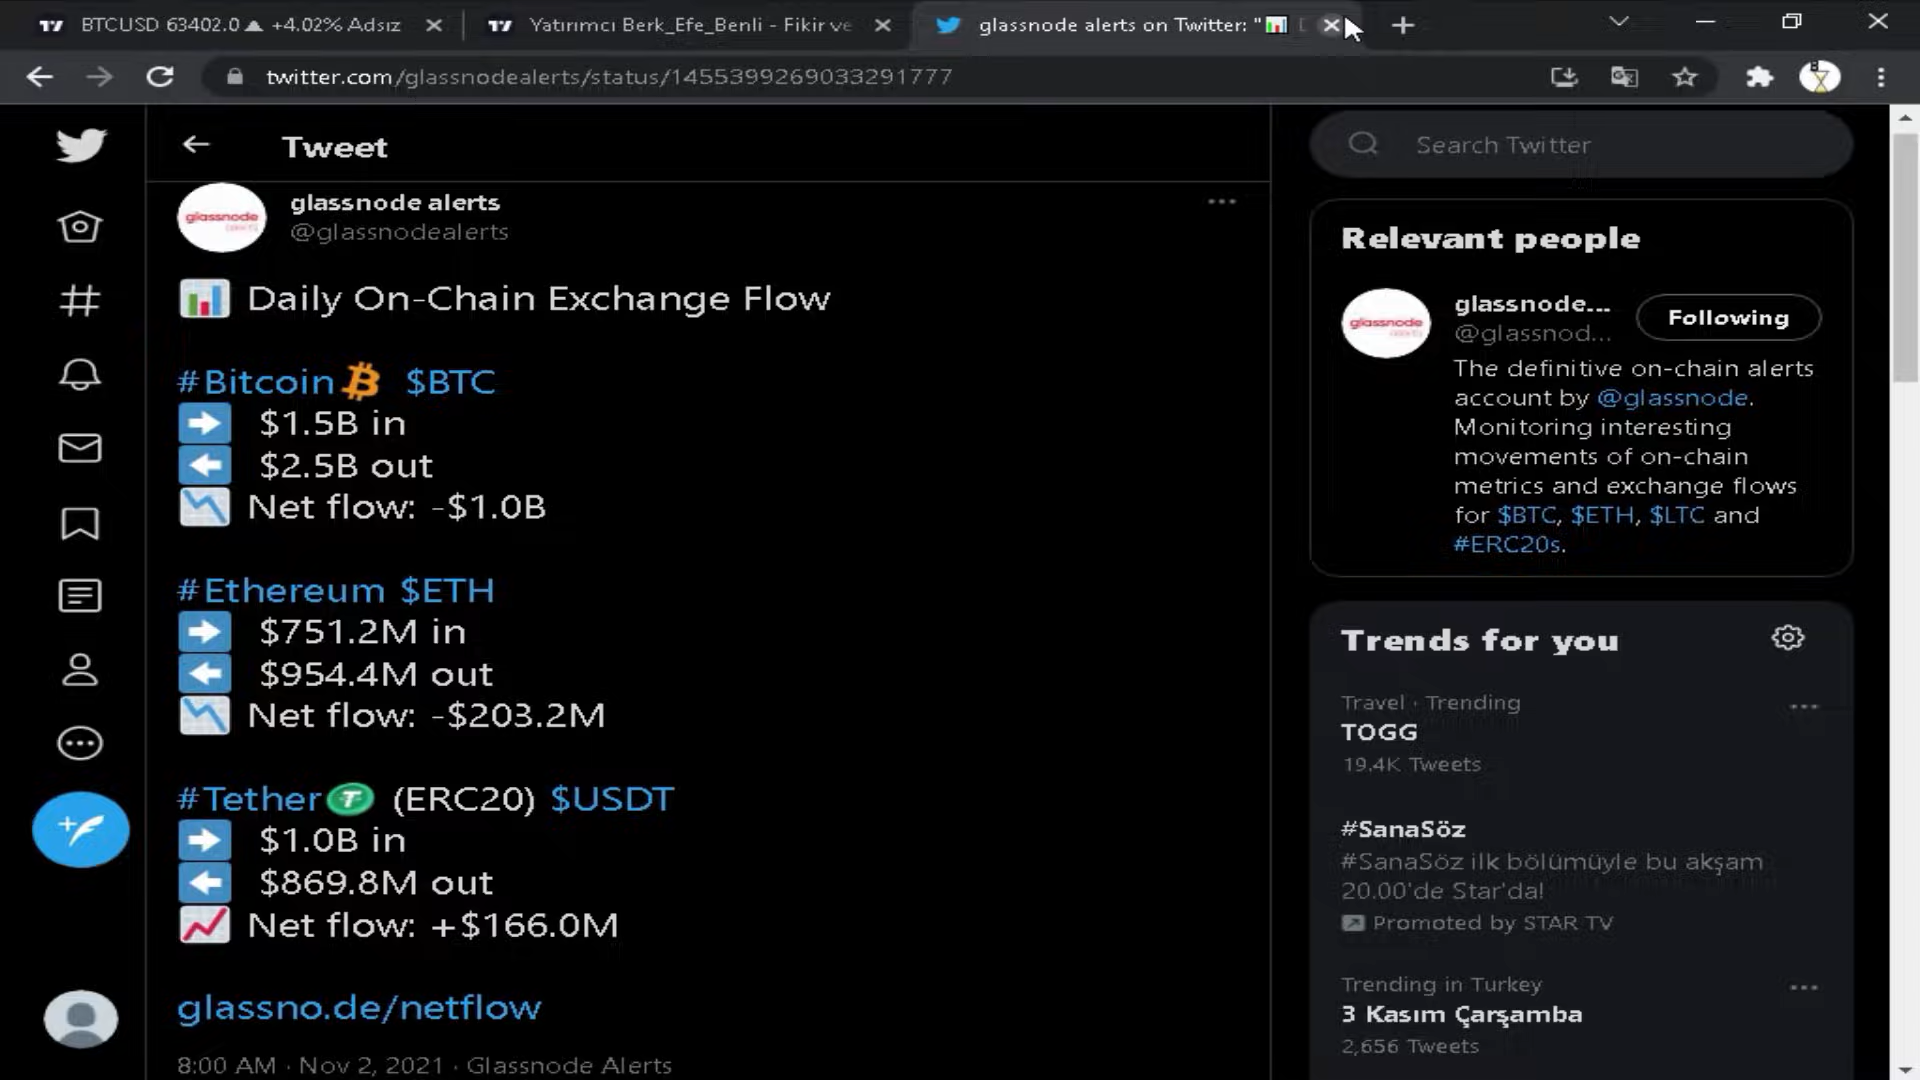 BTCUSD 63402.0 ▲ +4.02% Adsız
Yatırımcı Berk_Efe_Benli - Fikir ve
glassnode alerts on Twitter: "📊
twitter.com/glassnodealerts/status/1455399269033291777
Tweet
Search Twitter
glassnode alerts
@glassnodealerts
📊 Daily On-Chain Exchange Flow
#Bitcoin $BTC
➡️ $1.5B in
⬅️ $2.5B out
📉 Net flow: -$1.0B
#Ethereum $ETH
➡️ $751.2M in
⬅️ $954.4M out
📉 Net flow: -$203.2M
#Tether (ERC20) $USDT
➡️ $1.0B in
⬅️ $869.8M out
📈 Net flow: +$166.0M
glassno.de/netflow
8:00 AM · Nov 2, 2021 · Glassnode Alerts
Relevant people
glassnode
glassnode...
@glassnod...
Following
The definitive on-chain alerts
account by @glassnode.
Monitoring interesting
movements of on-chain
metrics and exchange flows
for $BTC, $ETH, $LTC and
#ERC20s.
Trends for you
Travel · Trending
TOGG
19.4K Tweets
#SanaSöz
#SanaSöz ilk bölümüyle bu akşam
20.00'de Star'da!
Promoted by STAR TV
Trending in Turkey
3 Kasım Çarşamba
2,656 Tweets